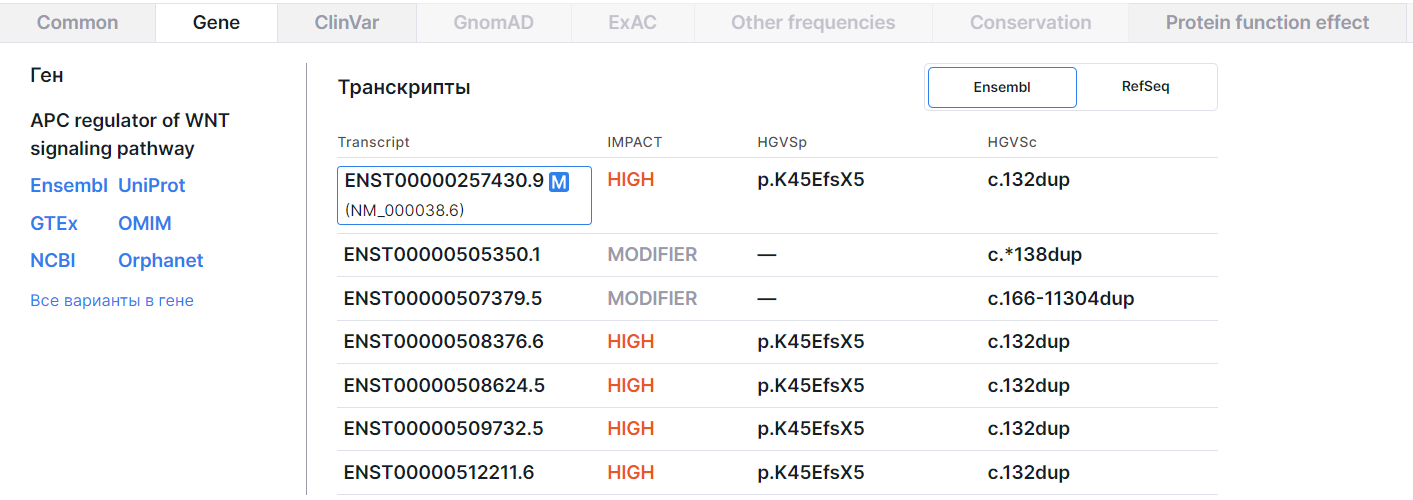 Common Gene ClinVar GnomAD ExAC Other frequencies Conservation Protein function effect
Ген
APC regulator of WNT
signaling pathway
Ensembl UniProt
GTEx OMIM
NCBI Orphanet
Все варианты в гене
Транскрипты
Ensembl RefSeq
Transcript IMPACT HGVSp HGVSc
ENST00000257430.9 M HIGH p.K45EfsX5 c.132dup
(NM_000038.6)
ENST00000505350.1 MODIFIER — c.*138dup
ENST00000507379.5 MODIFIER — c.166-11304dup
ENST00000508376.6 HIGH p.K45EfsX5 c.132dup
ENST00000508624.5 HIGH p.K45EfsX5 c.132dup
ENST00000509732.5 HIGH p.K45EfsX5 c.132dup
ENST00000512211.6 HIGH p.K45EfsX5 c.132dup